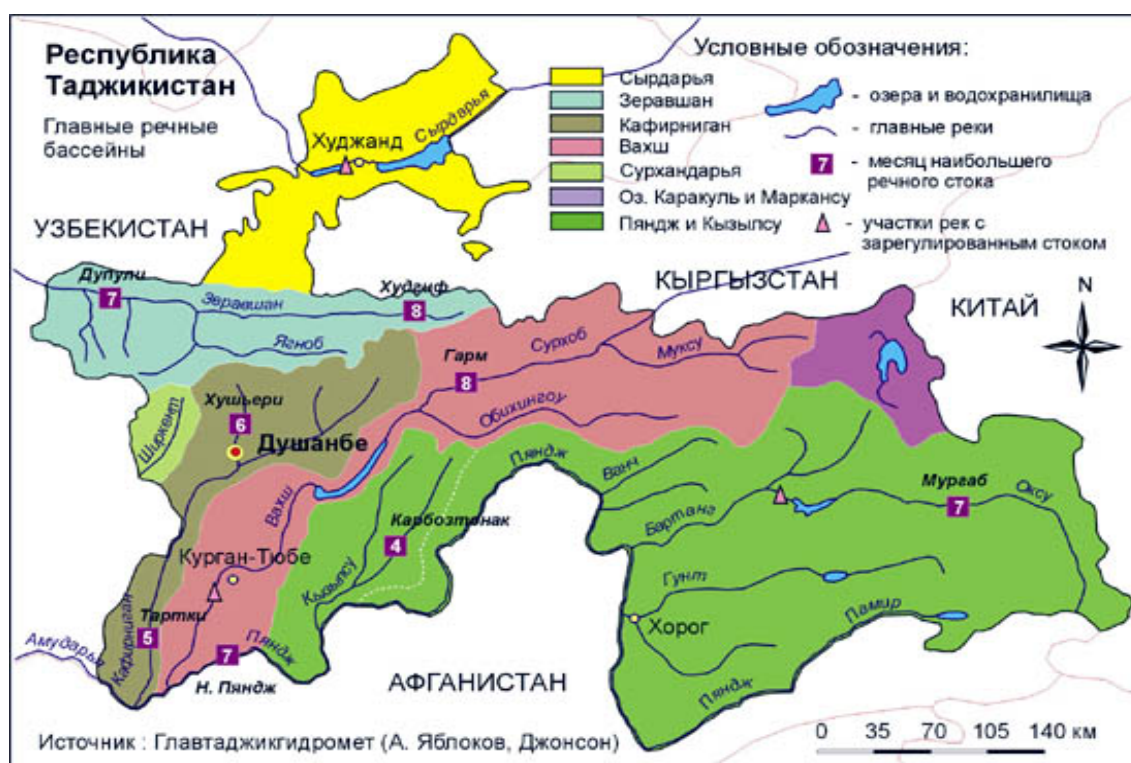 Республика
Таджикистан
Главные речные
бассейны
Условные обозначения:
Сырдарья
Зеравшан
Кафирниган
Вахш
Сурхандарья
Оз. Каракуль и Маркансу
Пяндж и Кызылсу
- озера и водохранилища
- главные реки
7 - месяц наибольшего
речного стока
- участки рек с
зарегулированным стоком
Худжанд
Сырдарья
УЗБЕКИСТАН
КЫРГЫЗСТАН
КИТАЙ
N
Дупули
7
Зеравшан
Худгиф
8
Ягноб
Гарм
8
Сурхоб
Муксу
Обихингоу
Хушьери
6
Ширкент
Душанбе
Вахш
Пяндж
Ванч
Бартанг
Мургаб
7
Оксу
Карбозтонак
4
Курган-Тюбе
Кызылсу
Гунт
Хорог
Памир
Тартки
5
Кафирниган
Пяндж
7
Н. Пяндж
Амударья
АФГАНИСТАН
Пяндж
0 35 70 105 140 км
Источник : Главтаджикгидромет (А. Яблоков, Джонсон)